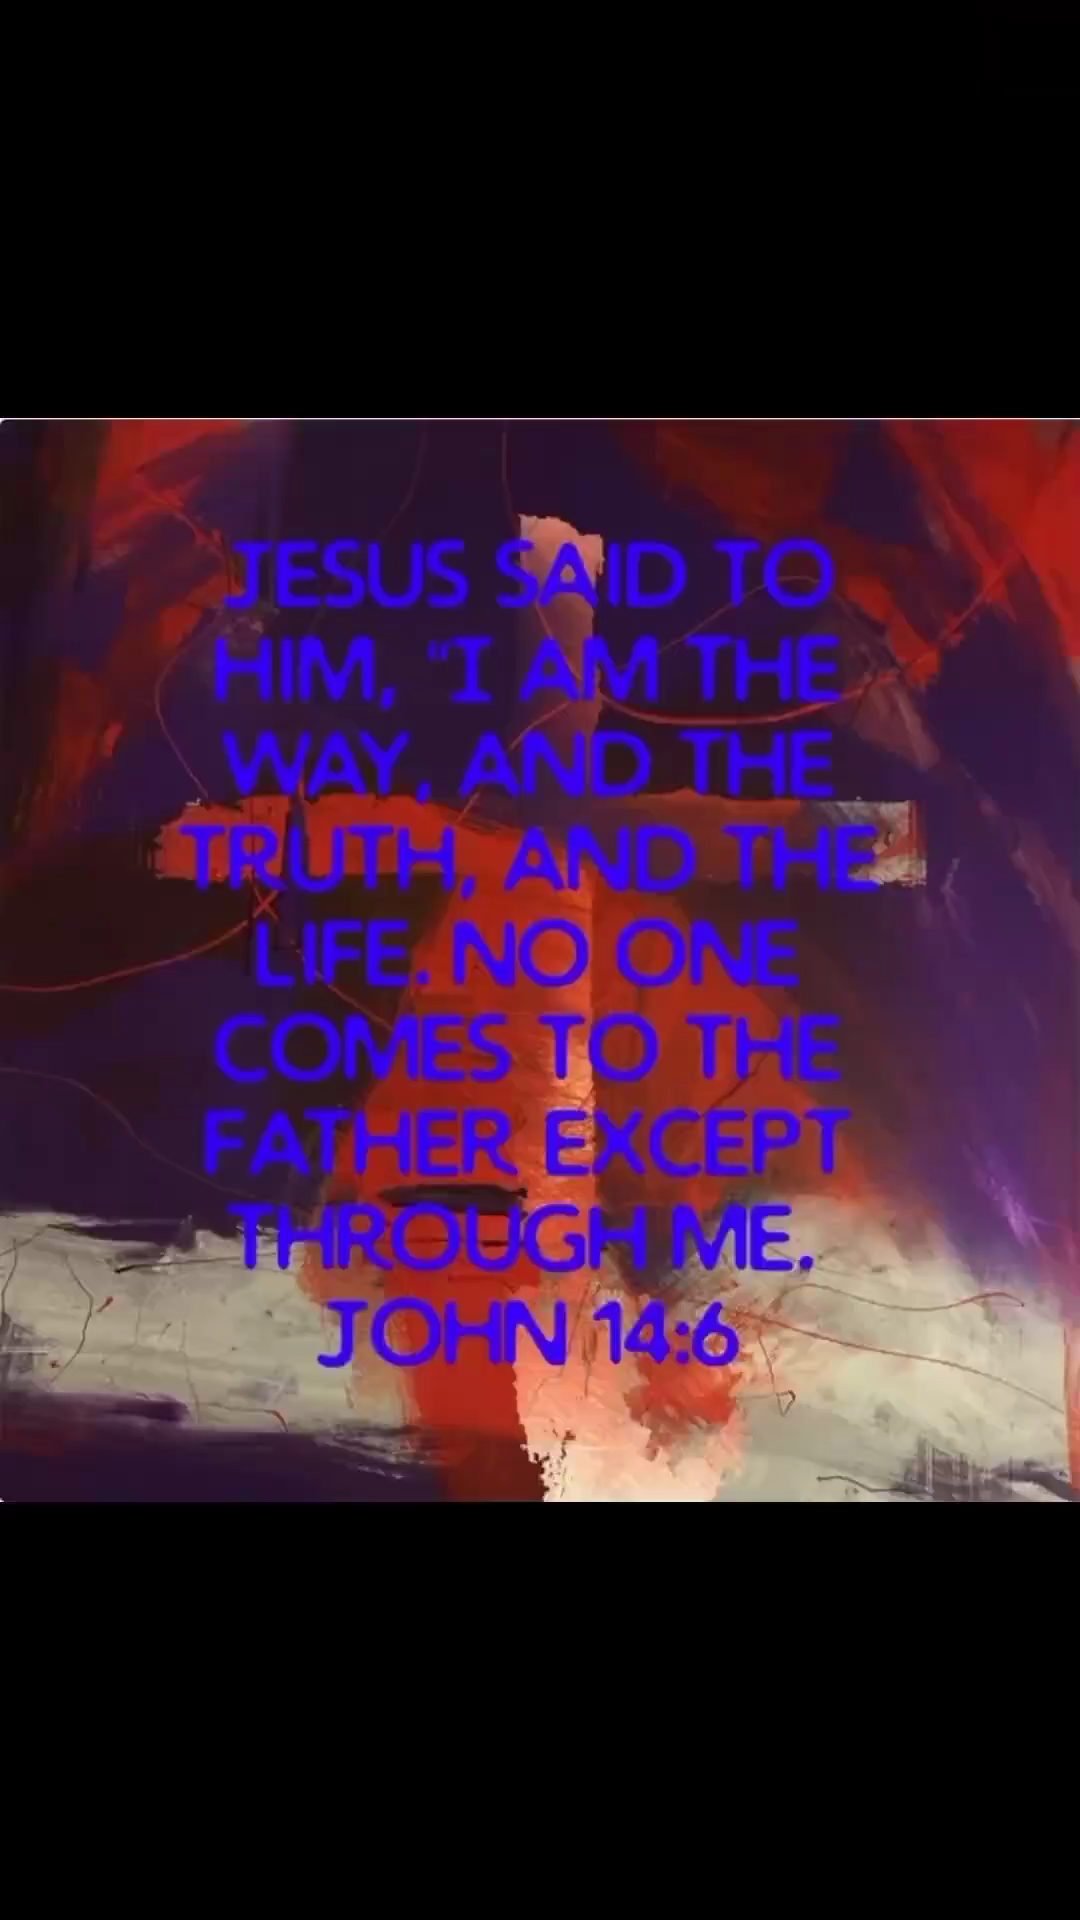 JESUS SAID TO
HIM, "I AM THE
WAY, AND THE
TRUTH, AND THE
LIFE. NO ONE
COMES TO THE
FATHER EXCEPT
THROUGH ME.
JOHN 14:6